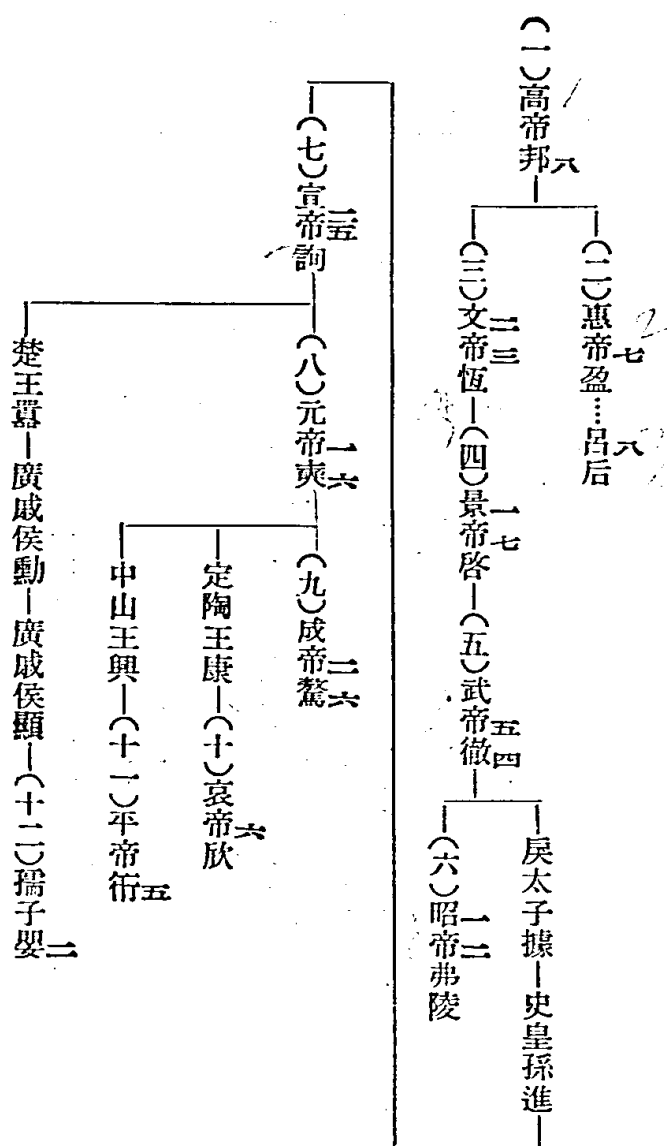 （一）高帝邦 八
（二）惠帝盈……呂后 七 八
（三）文帝恆—（四）景帝啓—（五）武帝徹 二三 一七 五四
戾太子據—史皇孫進
（六）昭帝弗陵 一二
（七）宣帝詢 二五
（八）元帝奭 一六
（九）成帝驁 二六
定陶王康—（十）哀帝欣 六
中山王興—（十一）平帝衎 五
楚王囂—廣戚侯勳—廣戚侯顯—（十二）孺子嬰 二